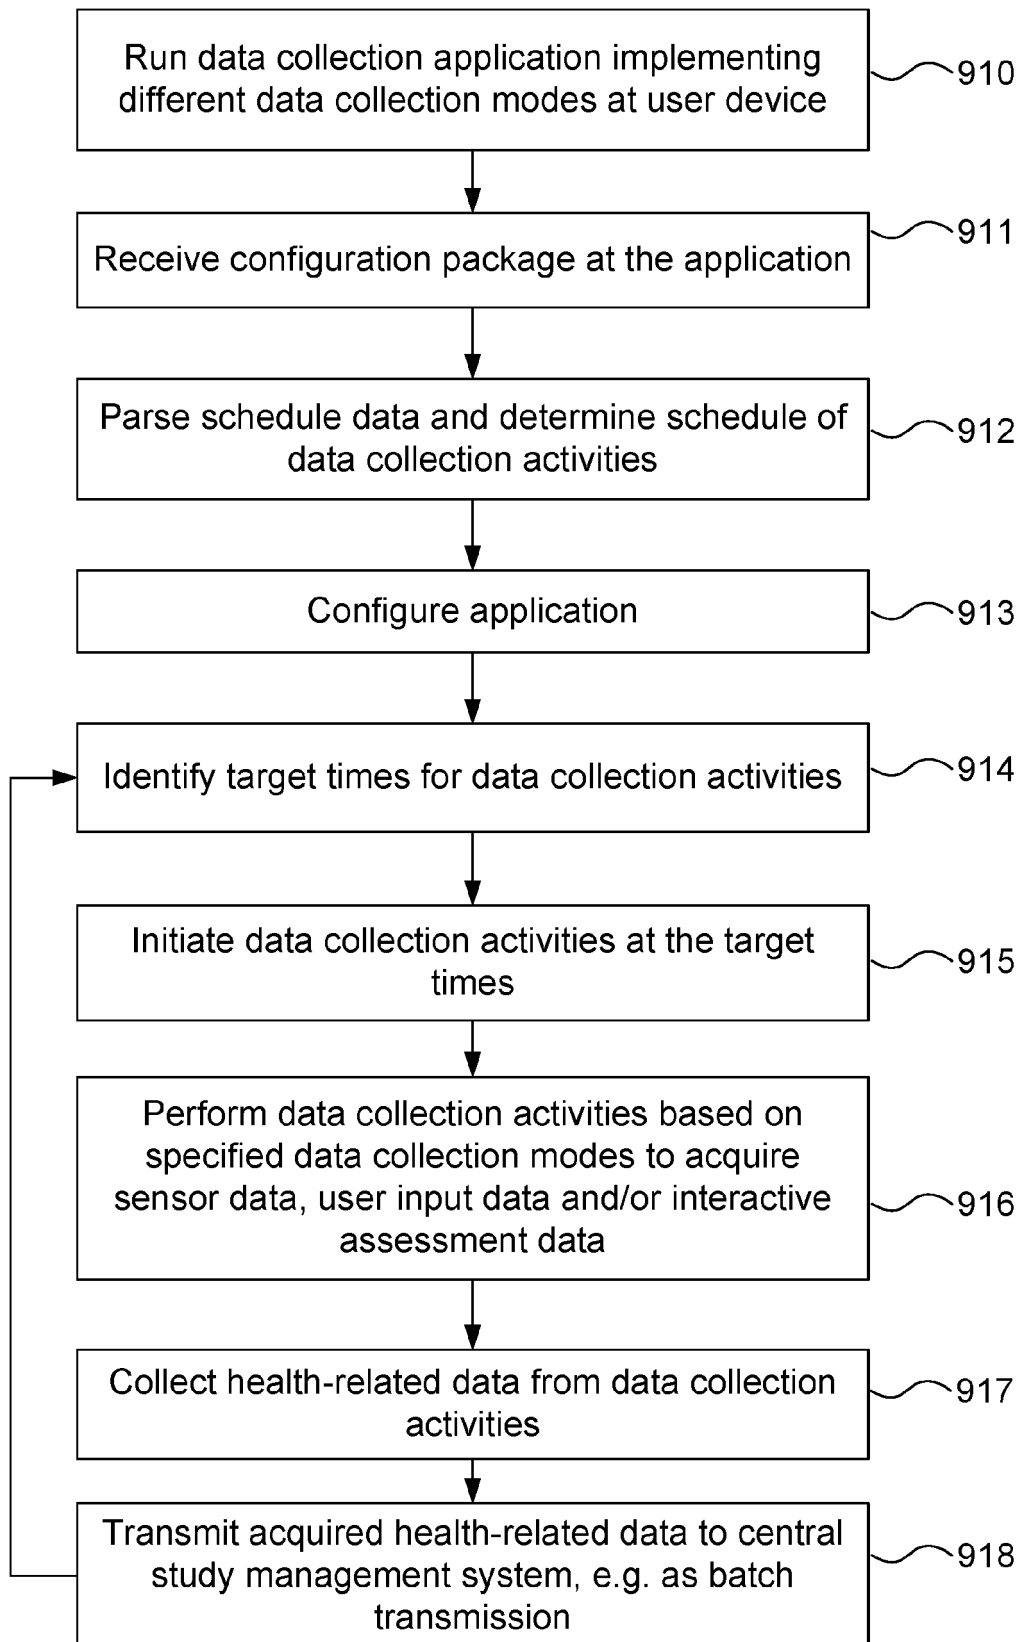 Run data collection application implementing
different data collection modes at user device
910
Receive configuration package at the application
911
Parse schedule data and determine schedule of
data collection activities
912
Configure application
913
Identify target times for data collection activities
914
Initiate data collection activities at the target
times
915
Perform data collection activities based on
specified data collection modes to acquire
sensor data, user input data and/or interactive
assessment data
916
Collect health-related data from data collection
activities
917
Transmit acquired health-related data to central
study management system, e.g. as batch
transmission
918